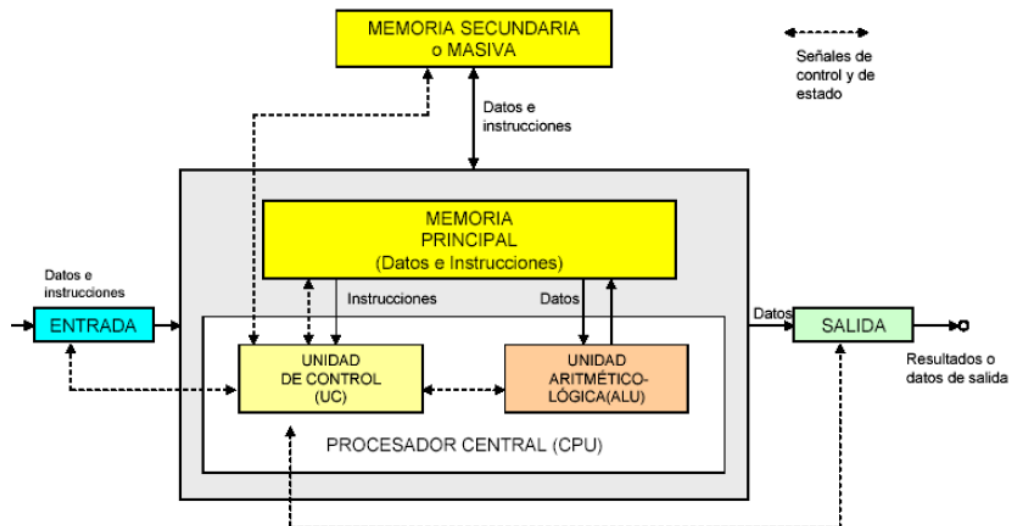 MEMORIA SECUNDARIA
o MASIVA
Señales de
control y de
estado
Datos e
instrucciones
MEMORIA
PRINCIPAL
(Datos e Instrucciones)
Datos e
instrucciones
Instrucciones
Datos
ENTRADA
Datos
SALIDA
UNIDAD
DE CONTROL
(UC)
UNIDAD
ARITMÉTICO-
LÓGICA(ALU)
Resultados o
datos de salida
PROCESADOR CENTRAL (CPU)